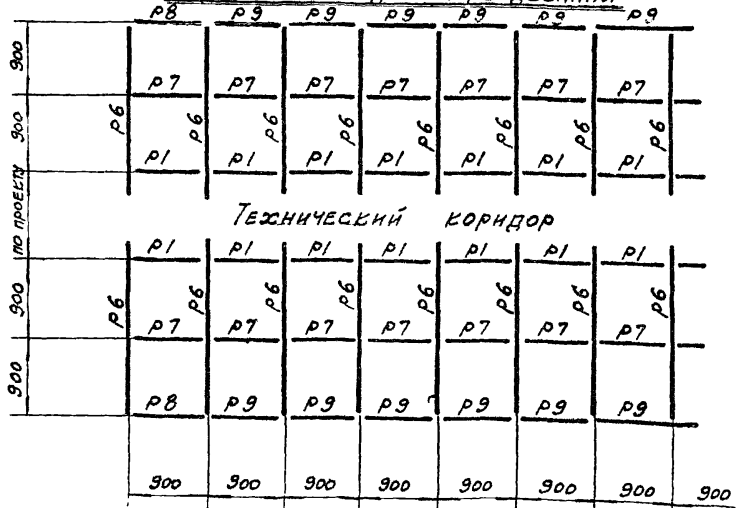 р8 р9 р9 р9 р9 р9 р9
900
р7 р7 р7 р7 р7 р7 р7
900
р6 р6 р6 р6 р6 р6 р6 р6
р1 р1 р1 р1 р1 р1 р1
по проекту
Технический коридор
р1 р1 р1 р1 р1 р1 р1
900
р6 р6 р6 р6 р6 р6 р6 р6
р7 р7 р7 р7 р7 р7 р7
900
р8 р9 р9 р9 р9 р9 р9
900 900 900 900 900 900 900 900